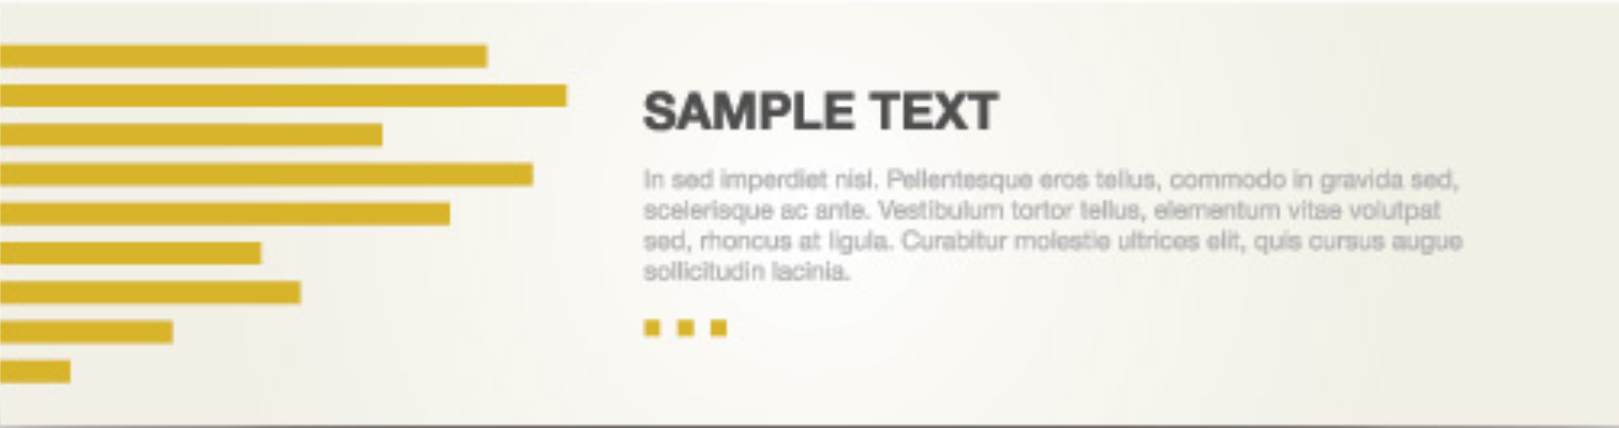 SAMPLE TEXT
In sed imperdiet nisl. Pellentesque eros tellus, commodo in gravida sed,
scelerisque ac ante. Vestibulum tortor tellus, elementum vitae volutpat
sed, rhoncus at ligula. Curabitur molestie ultrices elit, quis cursus augue
sollicitudin lacinia.